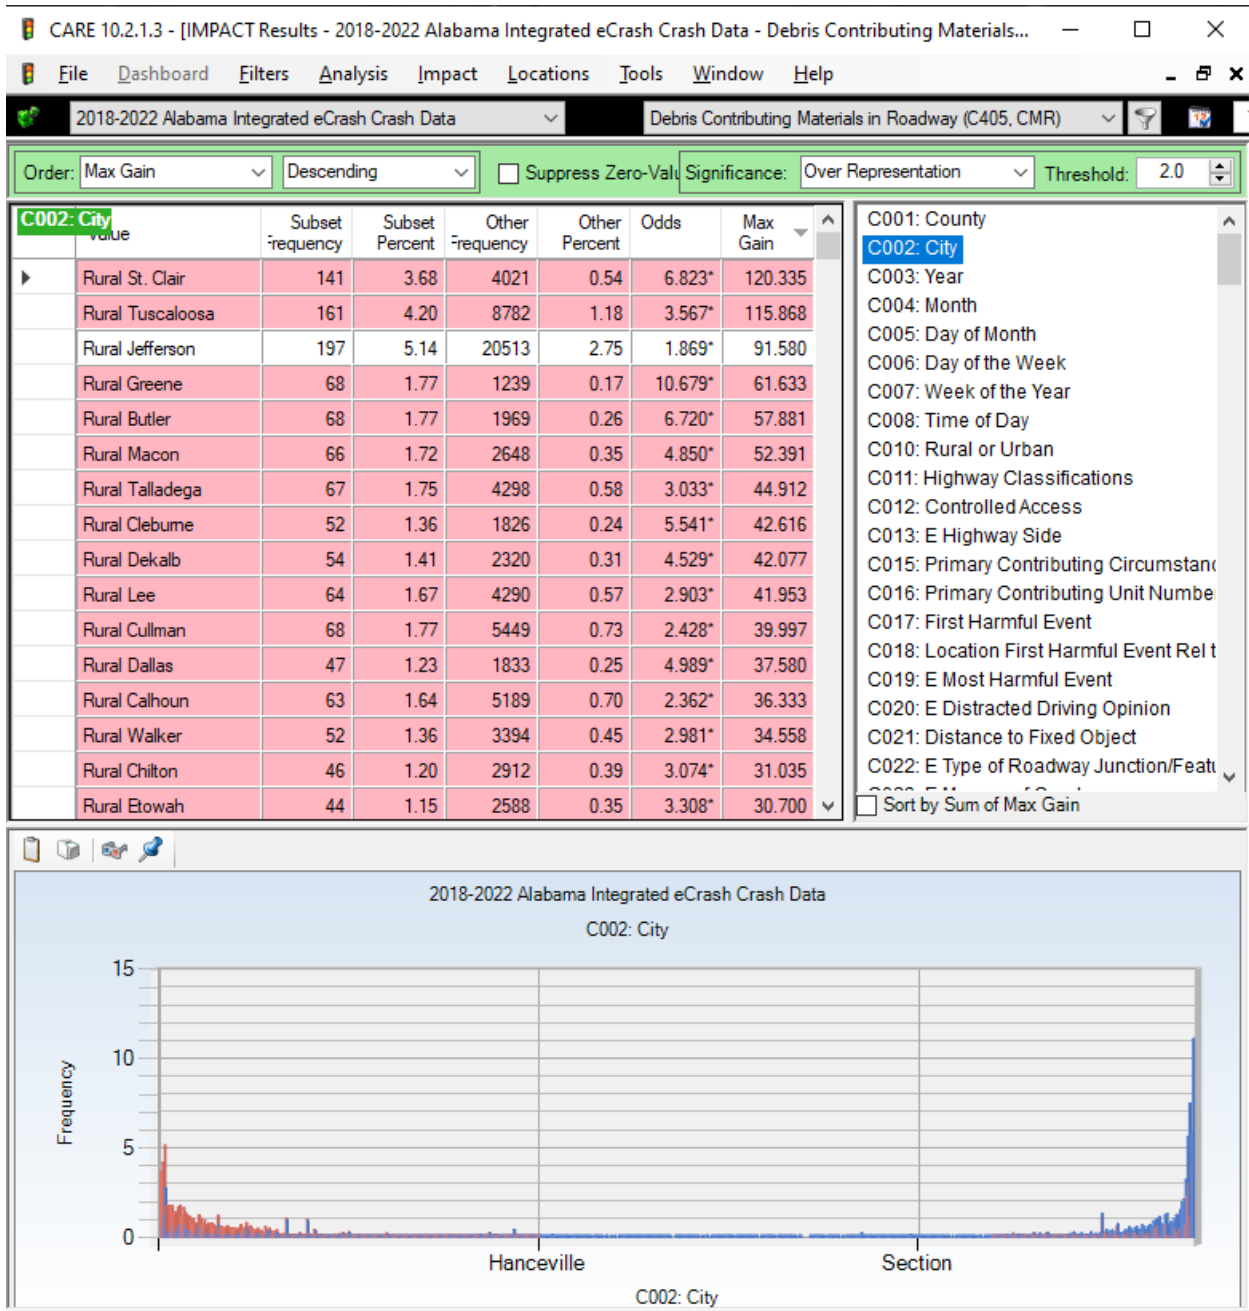 CARE 10.2.1.3 - [IMPACT Results - 2018-2022 Alabama Integrated eCrash Crash Data - Debris Contributing Materials...
File Dashboard Filters Analysis Impact Locations Tools Window Help
2018-2022 Alabama Integrated eCrash Crash Data Debris Contributing Materials in Roadway (C405, CMR)
Order: Max Gain Descending Suppress Zero-Valu Significance: Over Representation Threshold: 2.0
C002: City
Value Subset Frequency Subset Percent Other Frequency Other Percent Odds Max Gain
Rural St. Clair 141 3.68 4021 0.54 6.823* 120.335
Rural Tuscaloosa 161 4.20 8782 1.18 3.567* 115.868
Rural Jefferson 197 5.14 20513 2.75 1.869* 91.580
Rural Greene 68 1.77 1239 0.17 10.679* 61.633
Rural Butler 68 1.77 1969 0.26 6.720* 57.881
Rural Macon 66 1.72 2648 0.35 4.850* 52.391
Rural Talladega 67 1.75 4298 0.58 3.033* 44.912
Rural Cleburne 52 1.36 1826 0.24 5.541* 42.616
Rural Dekalb 54 1.41 2320 0.31 4.529* 42.077
Rural Lee 64 1.67 4290 0.57 2.903* 41.953
Rural Cullman 68 1.77 5449 0.73 2.428* 39.997
Rural Dallas 47 1.23 1833 0.25 4.989* 37.580
Rural Calhoun 63 1.64 5189 0.70 2.362* 36.333
Rural Walker 52 1.36 3394 0.45 2.981* 34.558
Rural Chilton 46 1.20 2912 0.39 3.074* 31.035
Rural Etowah 44 1.15 2588 0.35 3.308* 30.700
C001: County
C002: City
C003: Year
C004: Month
C005: Day of Month
C006: Day of the Week
C007: Week of the Year
C008: Time of Day
C010: Rural or Urban
C011: Highway Classifications
C012: Controlled Access
C013: E Highway Side
C015: Primary Contributing Circumstanc
C016: Primary Contributing Unit Number
C017: First Harmful Event
C018: Location First Harmful Event Rel t
C019: E Most Harmful Event
C020: E Distracted Driving Opinion
C021: Distance to Fixed Object
C022: E Type of Roadway Junction/Featu
Sort by Sum of Max Gain
2018-2022 Alabama Integrated eCrash Crash Data
C002: City
15
10
5
0
Frequency
Hanceville Section
C002: City